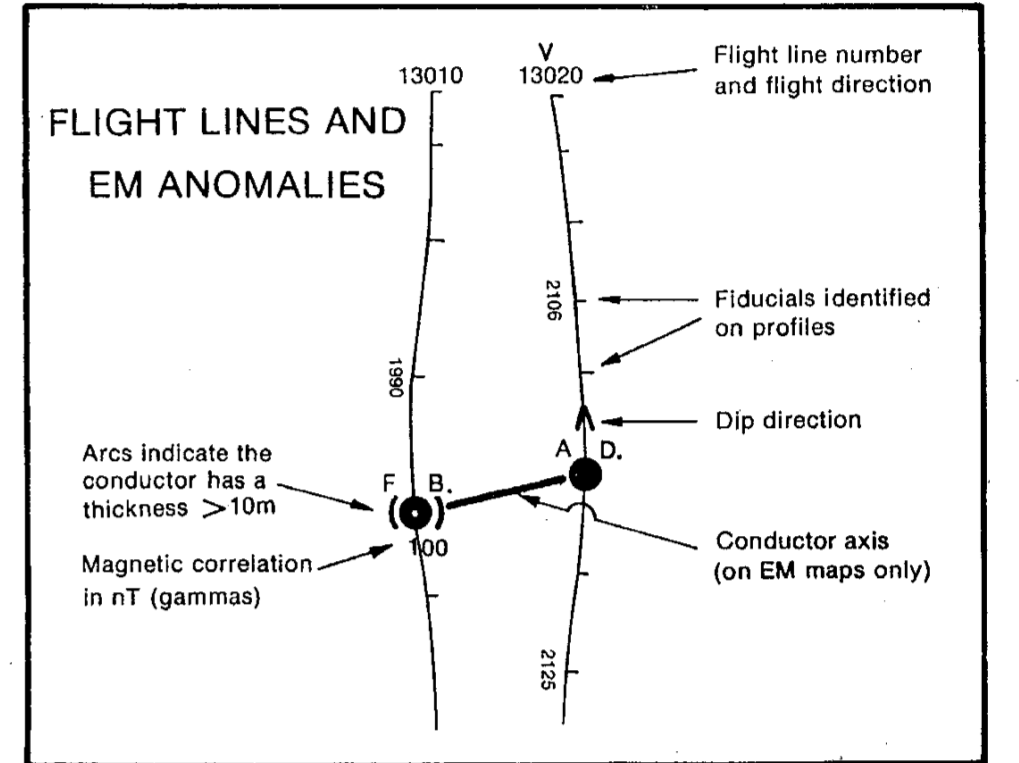 V
13010
13020
Flight line number
and flight direction
FLIGHT LINES AND
EM ANOMALIES
2106
Fiducials identified
on profiles
1990
Dip direction
A
D.
Arcs indicate the
conductor has a
thickness >10m
F
B.
100
Magnetic correlation
in nT (gammas)
Conductor axis
(on EM maps only)
2125